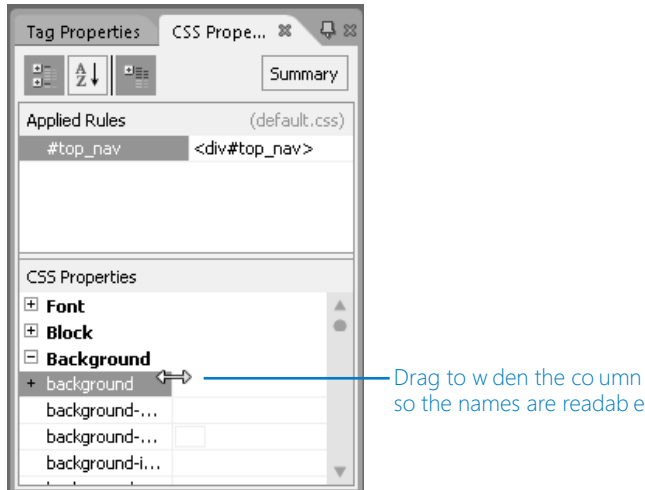 Tag Properties CSS Prope...
Summary
Applied Rules (default.css)
#top_nav <div#top_nav>
CSS Properties
Font
Block
Background
background
background-...
background-...
background-i...
Drag to w den the co umn
so the names are readab e